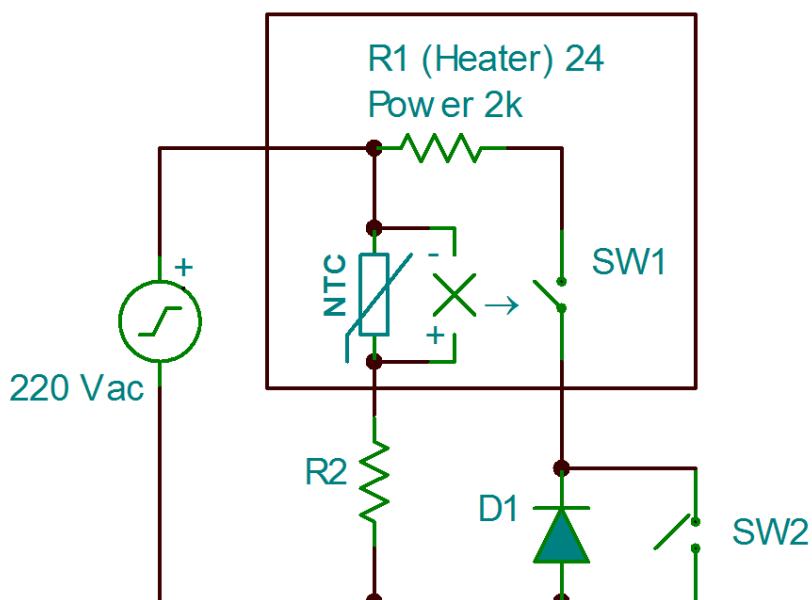 R1 (Heater) 24
Power 2k
NTC
-
+
→
SW1
+
220 Vac
R2
D1
SW2